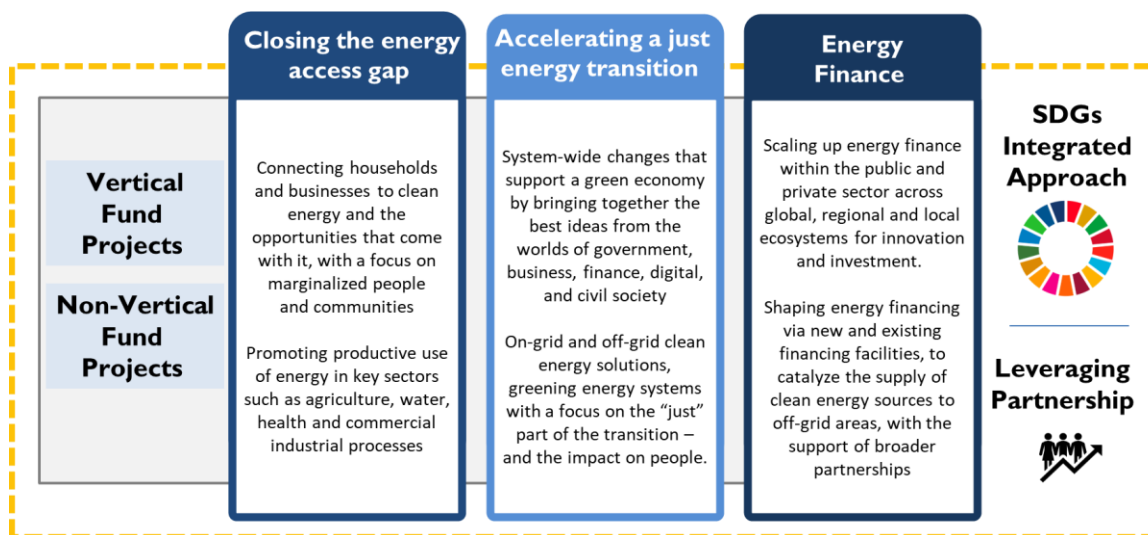 Vertical
Fund
Projects
Non-Vertical
Fund
Projects
Closing the energy
access gap
Connecting households
and businesses to clean
energy and the
opportunities that come
with it, with a focus on
marginalized people
and communities
Promoting productive use
of energy in key sectors
such as agriculture, water,
health and commercial
industrial processes
Accelerating a just
energy transition
System-wide changes that
support a green economy
by bringing together the
best ideas from the
worlds of government,
business, finance, digital,
and civil society
On-grid and off-grid clean
energy solutions,
greening energy systems
with a focus on the “just”
part of the transition –
and the impact on people.
Energy
Finance
Scaling up energy finance
within the public and
private sector across
global, regional and local
ecosystems for innovation
and investment.
Shaping energy financing
via new and existing
financing facilities, to
catalyze the supply of
clean energy sources to
off-grid areas, with the
support of broader
partnerships
SDGs
Integrated
Approach
Leveraging
Partnership